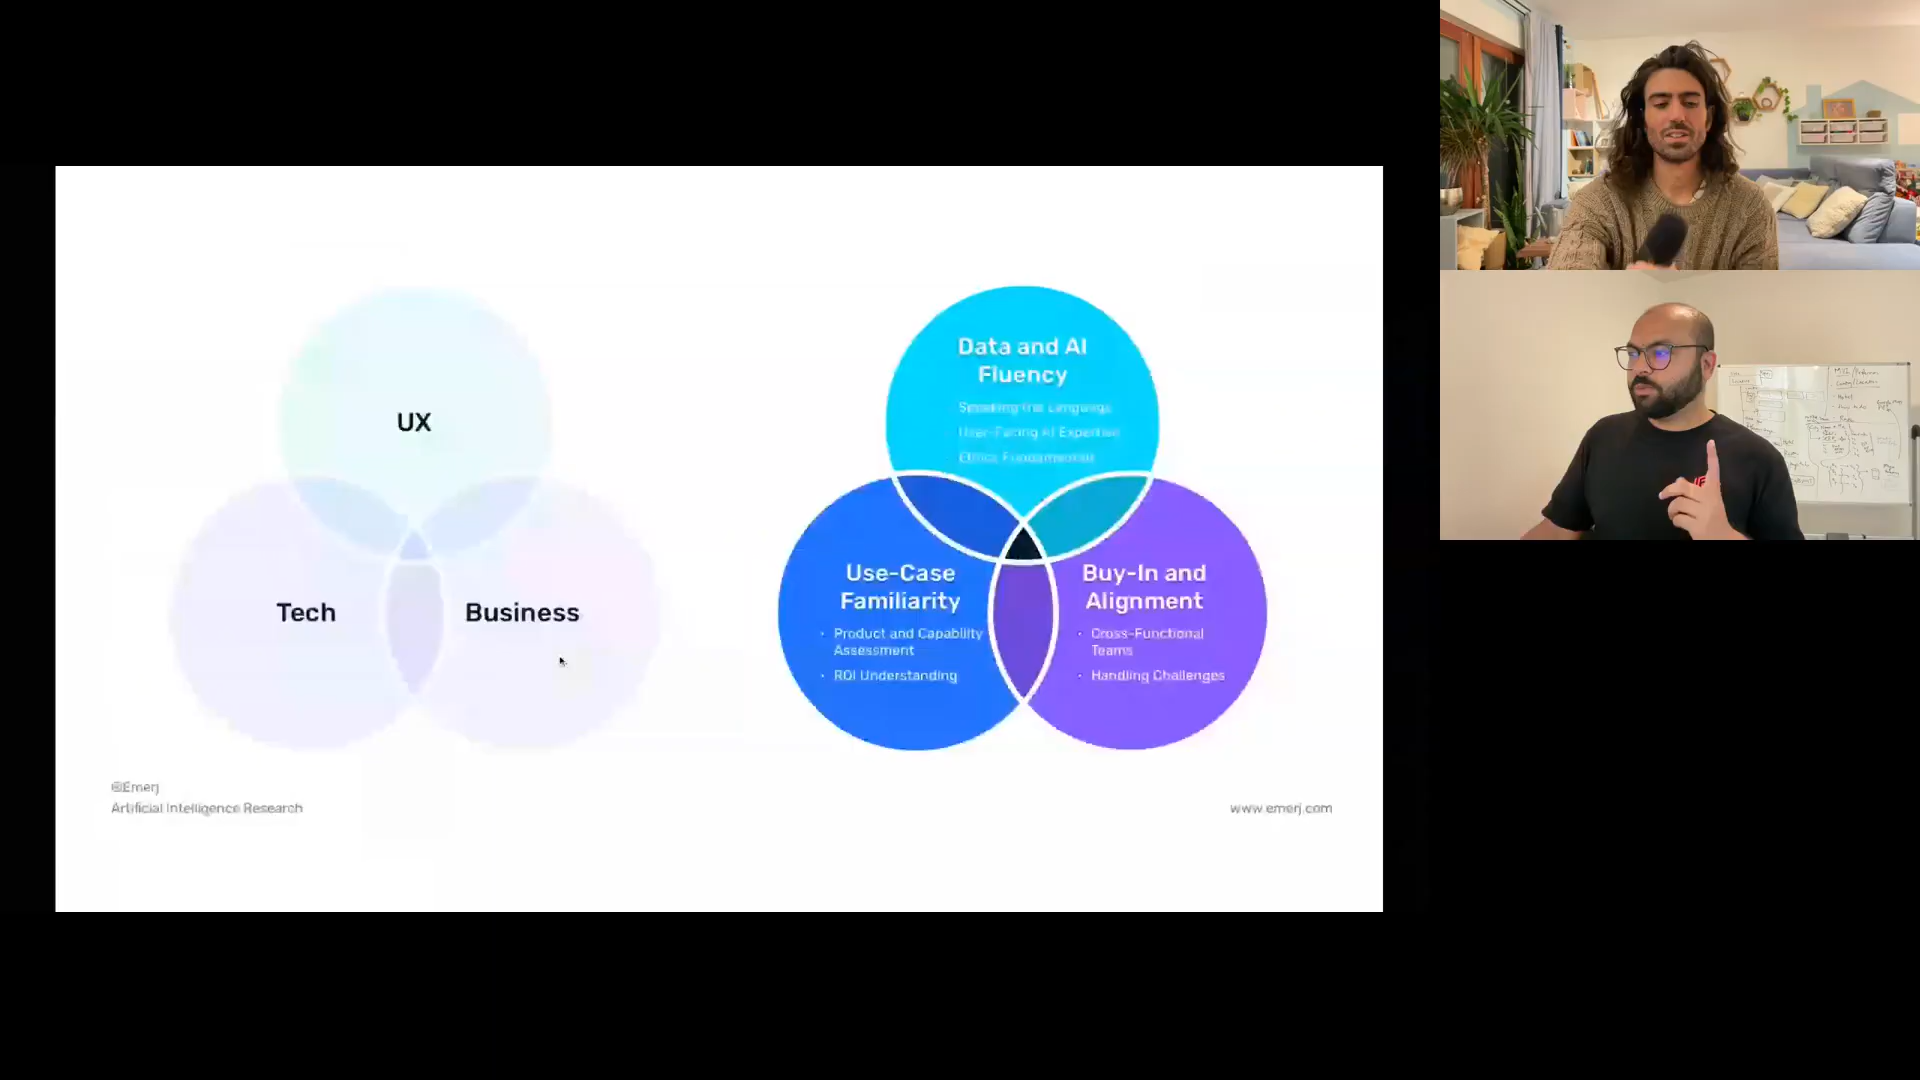 UX
Tech
Business
Data and AI
Fluency
Speaking the Language
User-Facing AI Expertise
Ethics Fundamentals
Use-Case
Familiarity
· Product and Capability
Assessment
· ROI Understanding
Buy-In and
Alignment
· Cross-Functional
Teams
· Handling Challenges
©Emerj
Artificial Intelligence Research
www.emerj.com